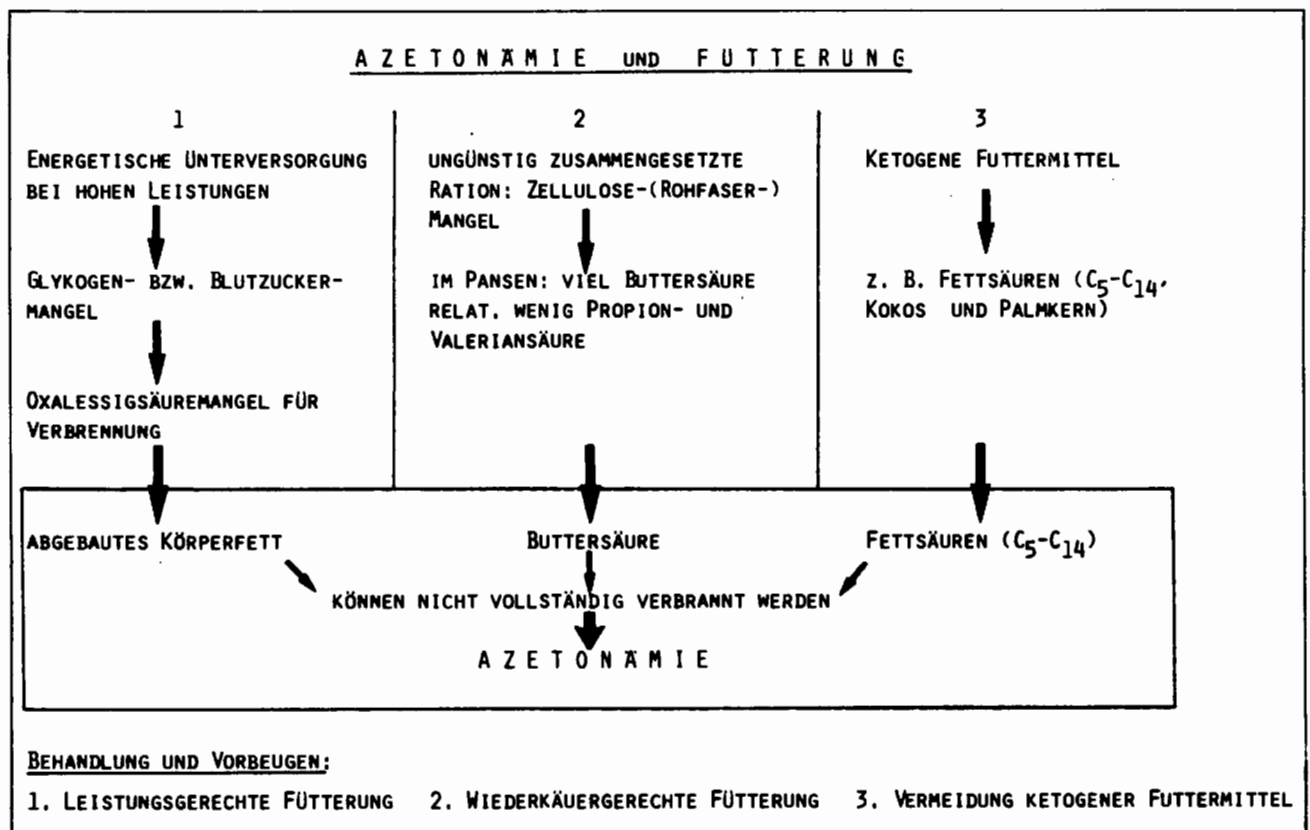 AZETONÄMIE UND FÜTTERUNG
1
ENERGETISCHE UNTERVERSORGUNG
BEI HOHEN LEISTUNGEN
GLYKOGEN- BZW. BLUTZUCKER-
MANGEL
OXALESSIGSÄUREMANGEL FÜR
VERBRENNUNG
2
UNGÜNSTIG ZUSAMMENGESETZTE
RATION: ZELLULOSE-(ROHFASER-)
MANGEL
IM PANSEN: VIEL BUTTERSÄURE
RELAT. WENIG PROPION- UND
VALERIANSÄURE
3
KETOGENE FUTTERMITTEL
Z. B. FETTSÄUREN (C5-C14,
KOKOS UND PALMKERN)
ABGEBAUTES KÖRPERFETT
BUTTERSÄURE
FETTSÄUREN (C5-C14)
KÖNNEN NICHT VOLLSTÄNDIG VERBRANNT WERDEN
AZETONÄMIE
BEHANDLUNG UND VORBEUGEN:
1. LEISTUNGSGERECHTE FÜTTERUNG 2. WIEDERKÄUERGERECHTE FÜTTERUNG 3. VERMEIDUNG KETOGENER FUTTERMITTEL